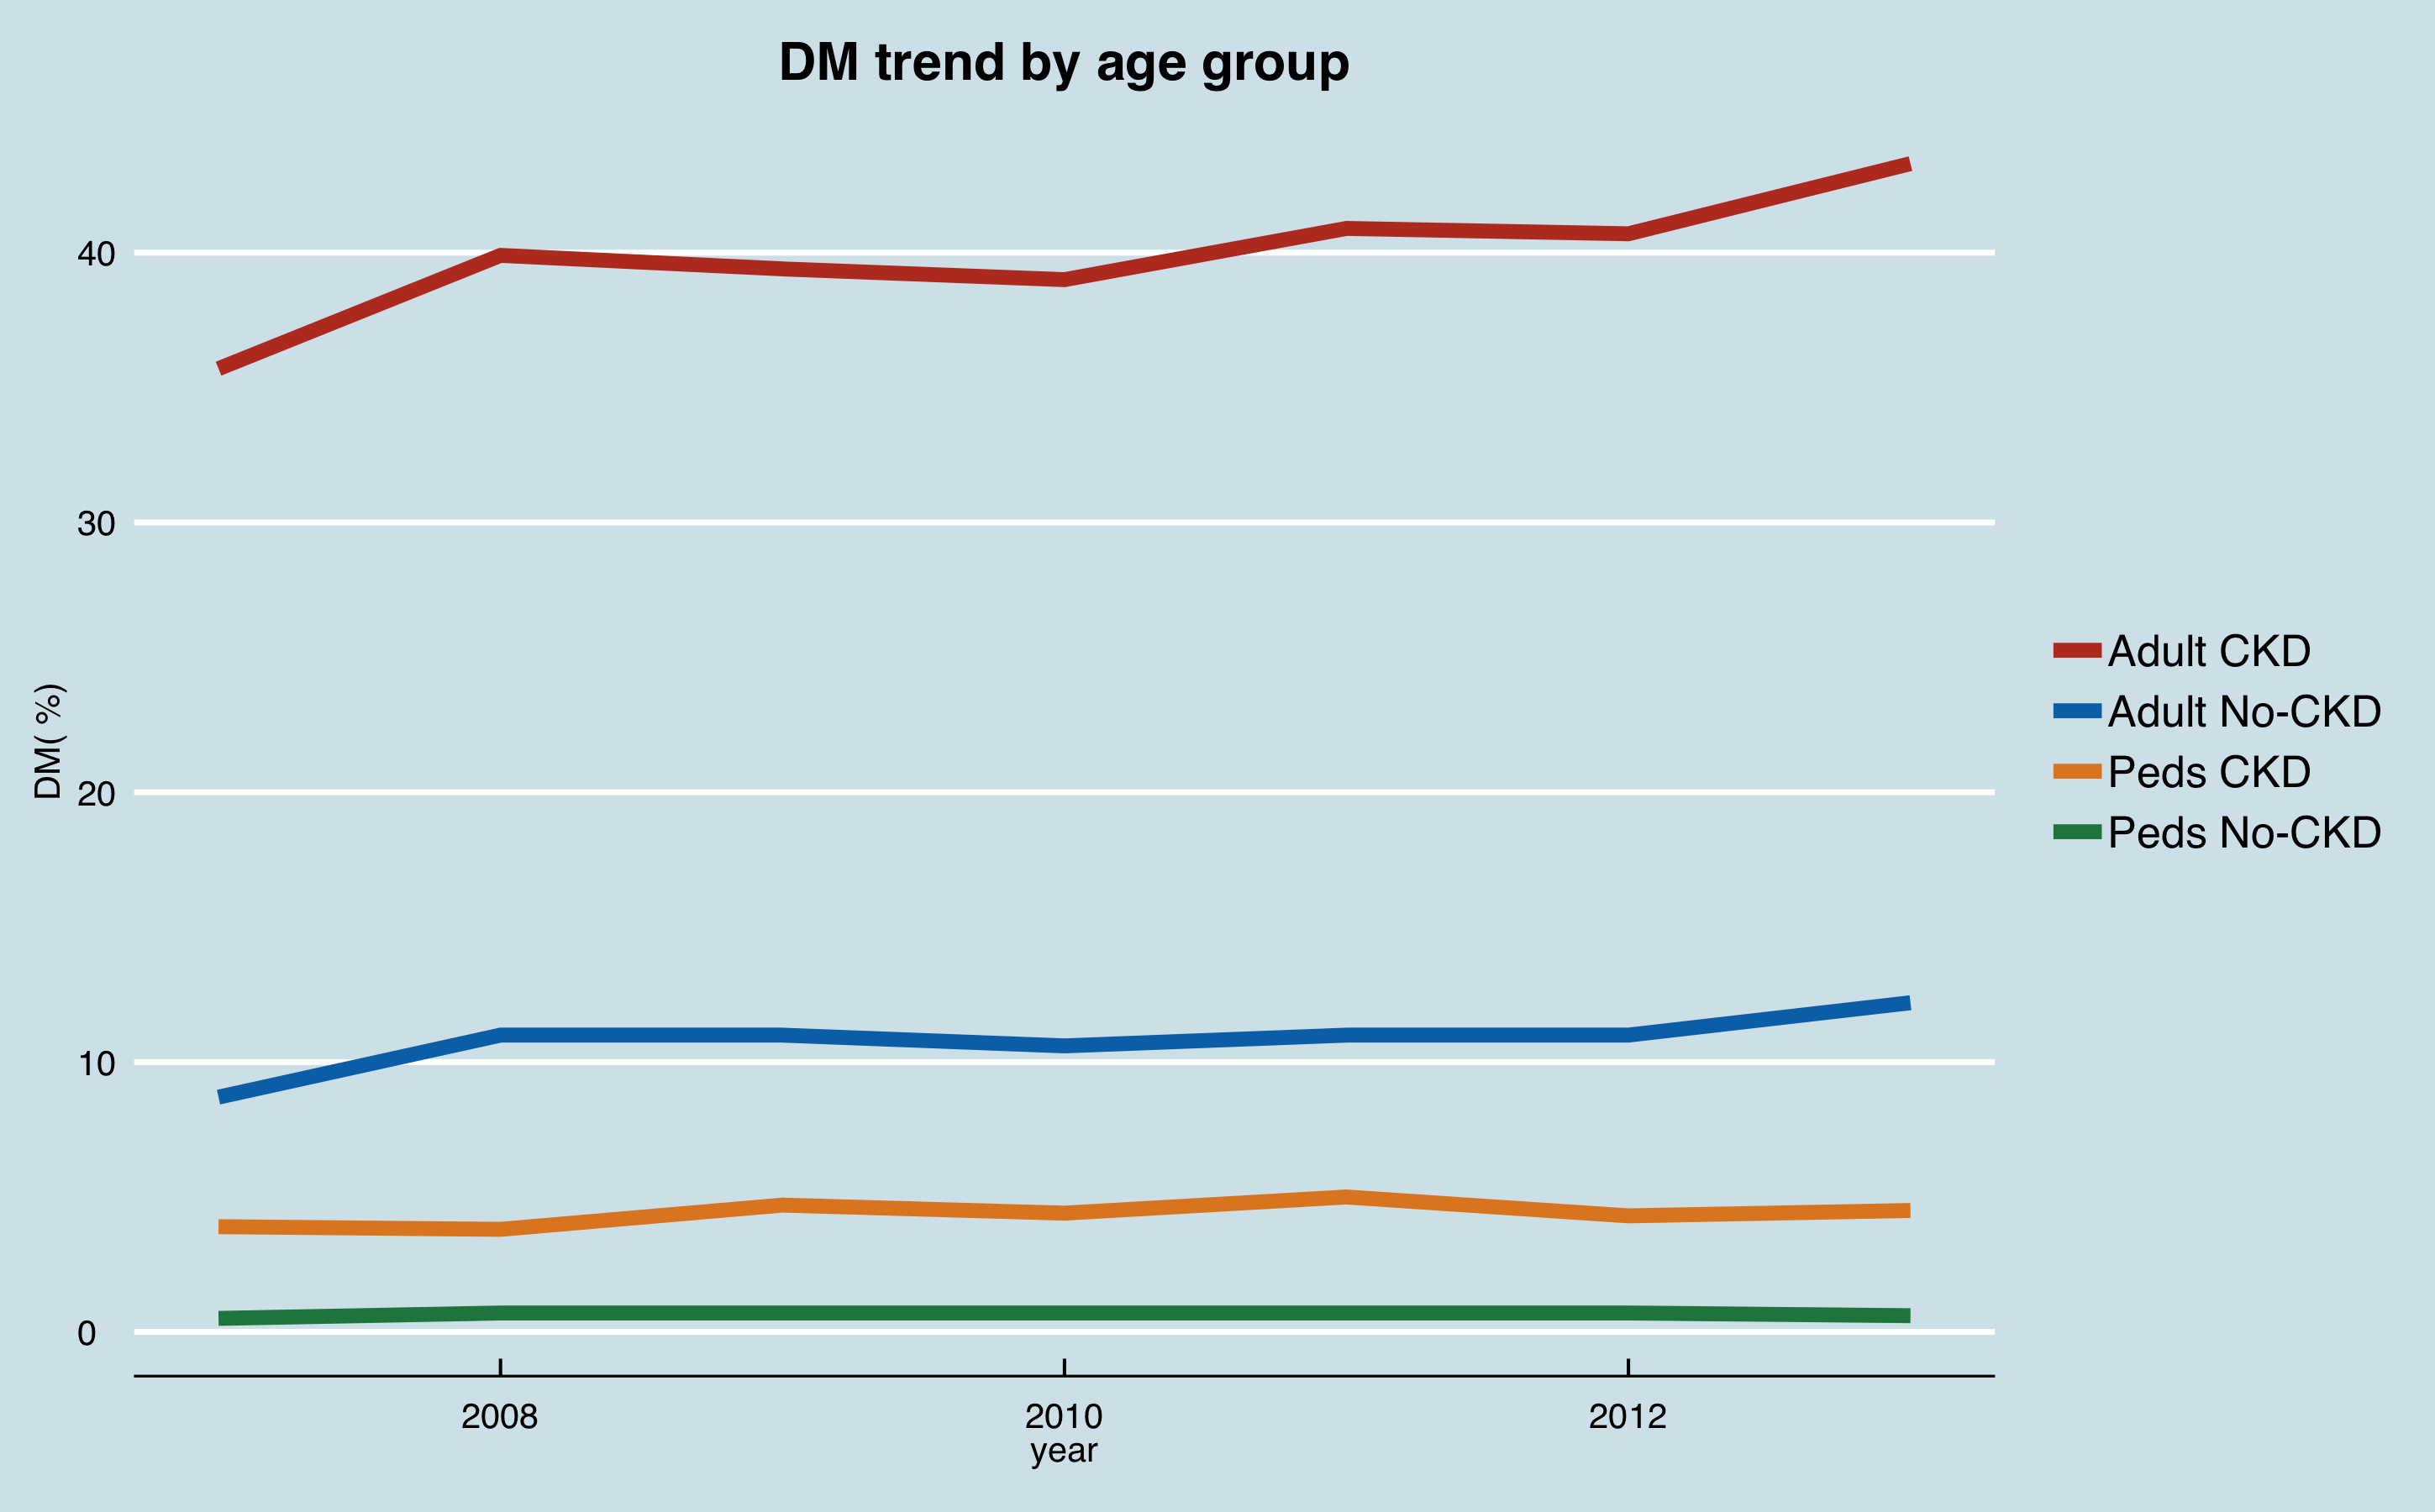 DM trend by age group
DM( %)
40
30
20
10
0
2008
2010
2012
year
Adult CKD
Adult No-CKD
Peds CKD
Peds No-CKD